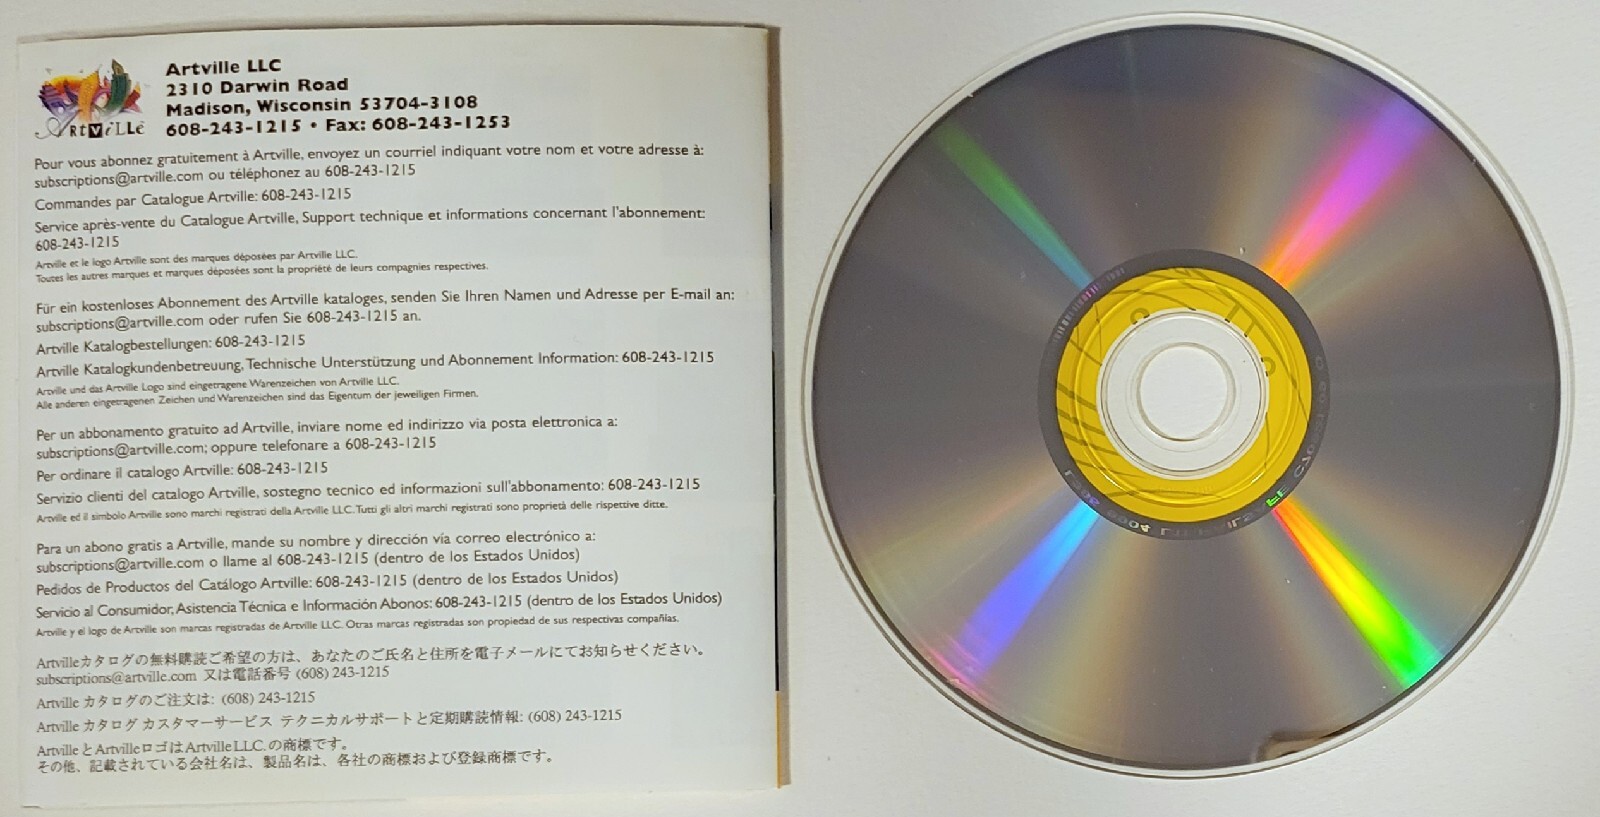 ARTVILLE
Artville LLC
2310 Darwin Road
Madison, Wisconsin 53704-3108
608-243-1215 • Fax: 608-243-1253
Pour vous abonnez gratuitement à Artville, envoyez un courriel indiquant votre nom et votre adresse à:
subscriptions@artville.com ou téléphonez au 608-243-1215
Commandes par Catalogue Artville: 608-243-1215
Service après-vente du Catalogue Artville, Support technique et informations concernant l'abonnement:
608-243-1215
Artville et le logo Artville sont des marques déposées par Artville LLC.
Toutes les autres marques et marques déposées sont la propriété de leurs compagnies respectives.
Für ein kostenloses Abonnement des Artville kataloges, senden Sie Ihren Namen und Adresse per E-mail an:
subscriptions@artville.com oder rufen Sie 608-243-1215 an.
Artville Katalogbestellungen: 608-243-1215
Artville Katalogkundenbetreuung, Technische Unterstützung und Abonnement Information: 608-243-1215
Artville und das Artville Logo sind eingetragene Warenzeichen von Artville LLC.
Alle anderen eingetragenen Zeichen und Warenzeichen sind das Eigentum der jeweiligen Firmen.
Per un abbonamento gratuito ad Artville, inviare nome ed indirizzo via posta elettronica a:
subscriptions@artville.com; oppure telefonare a 608-243-1215
Per ordinare il catalogo Artville: 608-243-1215
Servizio clienti del catalogo Artville, sostegno tecnico ed informazioni sull'abbonamento: 608-243-1215
Artville ed il simbolo Artville sono marchi registrati della Artville LLC. Tutti gli altri marchi registrati sono proprietà delle rispettive ditte.
Para un abono gratis a Artville, mande su nombre y dirección vía correo electrónico a:
subscriptions@artville.com o llame al 608-243-1215 (dentro de los Estados Unidos)
Pedidos de Productos del Catálogo Artville: 608-243-1215 (dentro de los Estados Unidos)
Servicio al Consumidor, Asistencia Técnica e Información Abonos: 608-243-1215 (dentro de los Estados Unidos)
Artville y el logo de Artville son marcas registradas de Artville LLC. Otras marcas registradas son propiedad de sus respectivas compañías.
Artvilleカタログの無料購読ご希望の方は、あなたのご氏名と住所を電子メールにてお知らせください。
subscriptions@artville.com 又は電話番号 (608) 243-1215
Artville カタログのご注文は: (608) 243-1215
Artville カタログ カスタマーサービス テクニカルサポートと定期購読情報: (608) 243-1215
ArtvilleとArtvilleロゴはArtville LLC.の商標です。
その他、記載されている会社名は、製品名は、各社の商標および登録商標です。